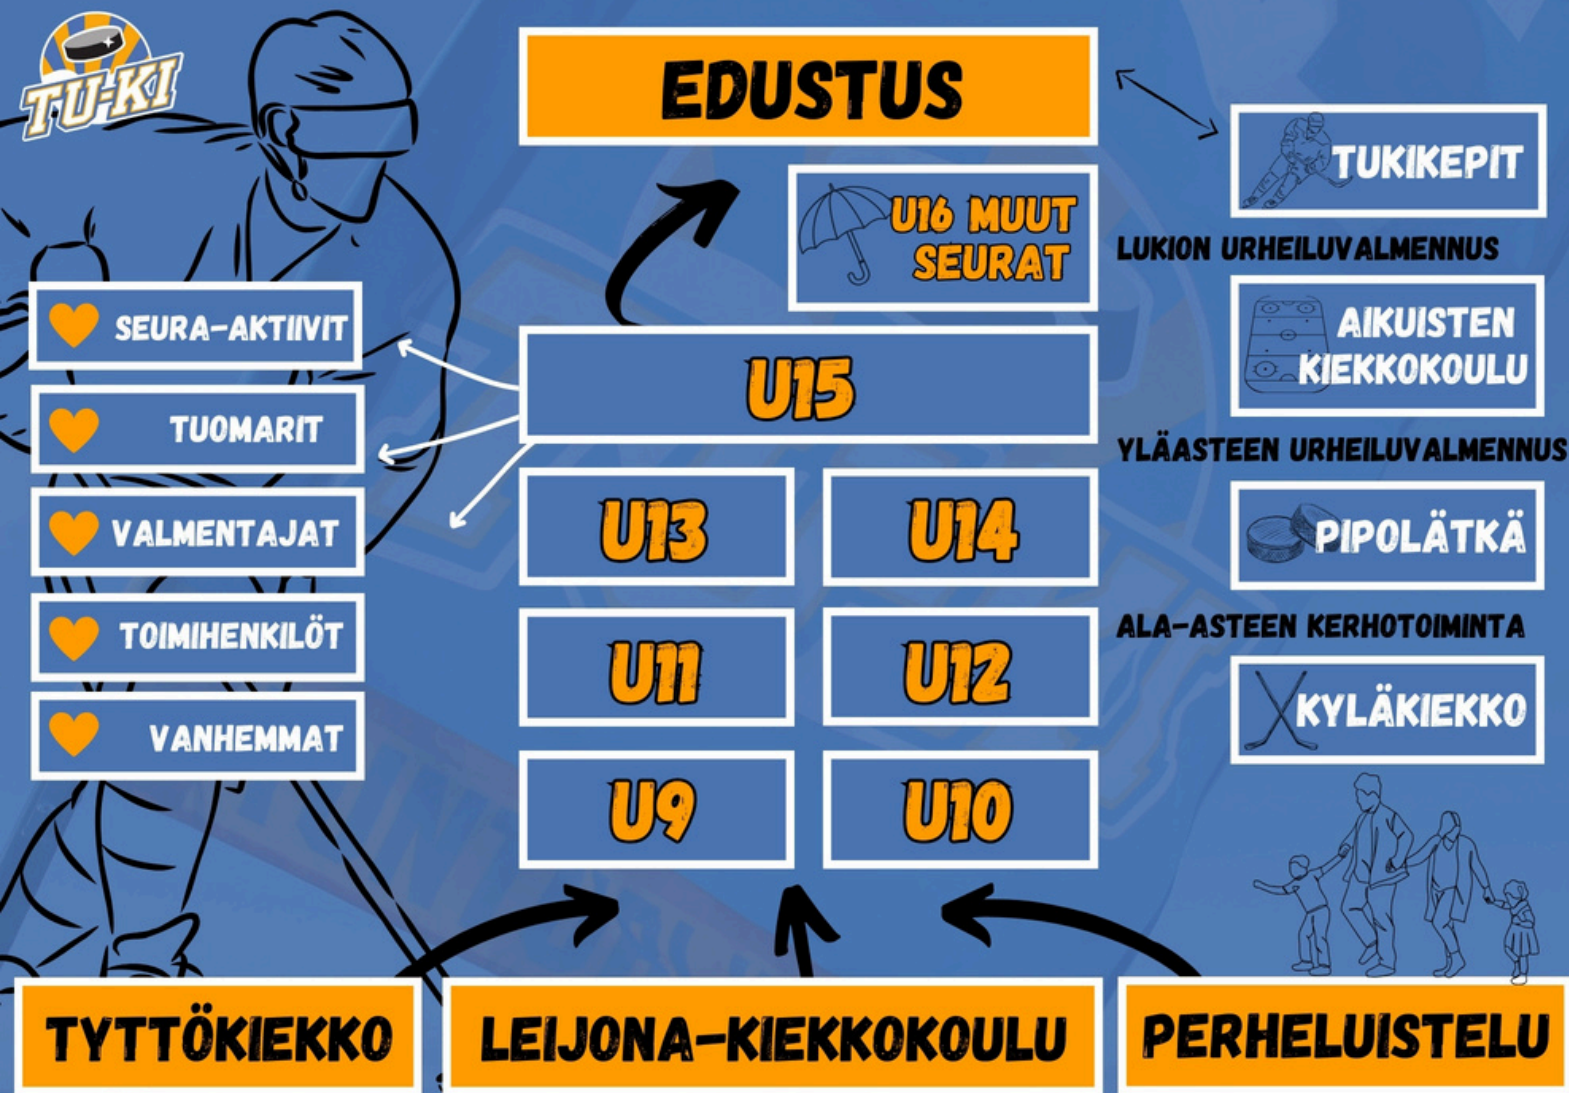 TU-KI
EDUSTUS
TUKIKEPIT
U16 MUUT
SEURAT
LUKION URHEILUVALMENNUS
SEURA-AKTIIVIT
AIKUISTEN
KIEKKOKOULU
U15
TUOMARIT
YLÄASTEEN URHEILUVALMENNUS
VALMENTAJAT
U13
U14
PIPOLÄTKÄ
TOIMIHENKILÖT
ALA-ASTEEN KERHOTOIMINTA
U11
U12
KYLÄKIEKKO
VANHEMMAT
U9
U10
TYTTÖKIEKKO
LEIJONA-KIEKKOKOULU
PERHELUISTELU